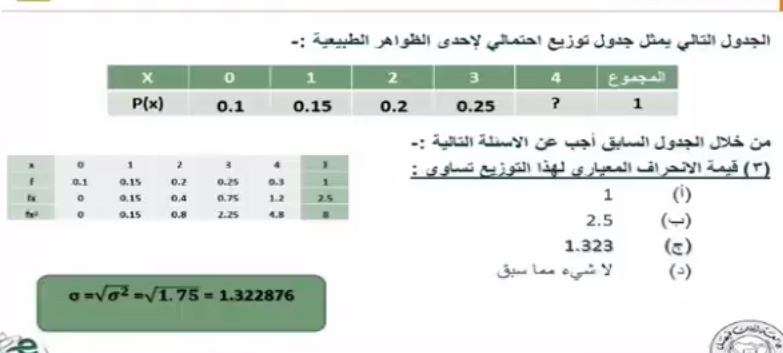 الجدول التالي يمثل جدول توزيع احتمالي لإحدى الظواهر الطبيعية :-
X 0 1 2 3 4 المجموع
P(x) 0.1 0.15 0.2 0.25 ? 1
من خلال الجدول السابق أجب عن الاسئلة التالية :-
(٣) قيمة الانحراف المعياري لهذا التوزيع تساوي :
(أ) 1
(ب) 2.5
(ج) 1.323
(د) لا شيء مما سبق
x 0 1 2 3 4
f 0.1 0.15 0.2 0.25 0.3 1
fx 0 0.15 0.4 0.75 1.2 2.5
fx² 0 0.15 0.8 2.25 4.8 8
σ =√σ² =√1.75 = 1.322876